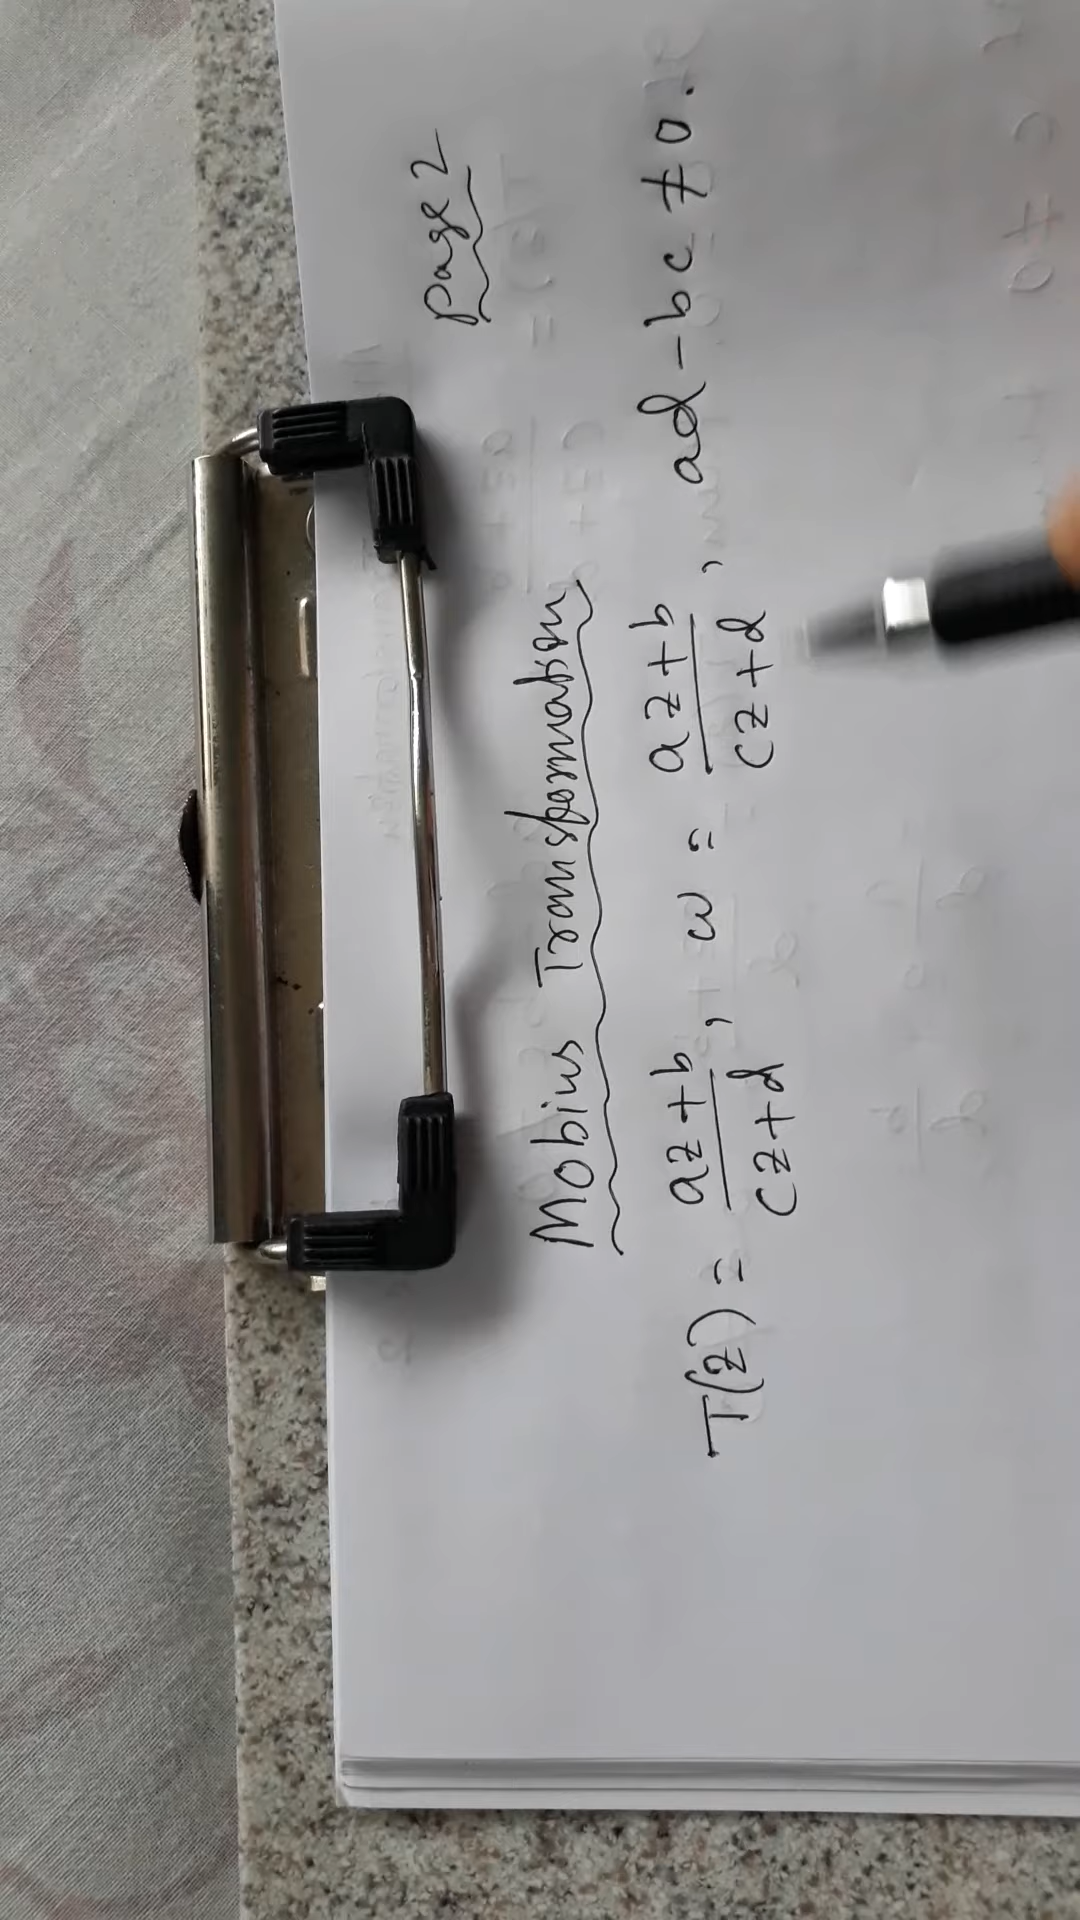 Page 2
Mobius Transformation
T(z) = az+b / cz+d , w = az+b / cz+d , ad - bc ≠ 0.